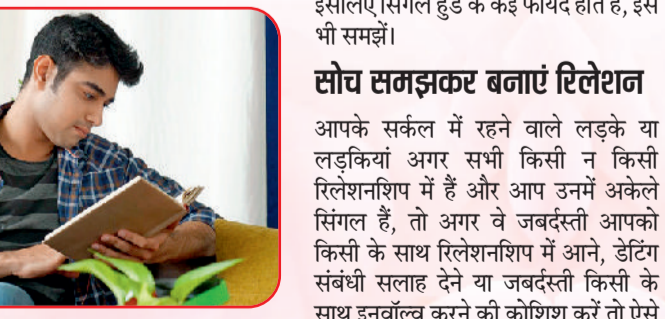 इसीलिए सिंगल हुड के कई फायदे होते हैं, इसे
भी समझें।
सोच समझकर बनाएं रिलेशन
आपके सर्कल में रहने वाले लड़के या
लड़कियां अगर सभी किसी न किसी
रिलेशनशिप में हैं और आप उनमें अकेले
सिंगल हैं, तो अगर वे जबर्दस्ती आपको
किसी के साथ रिलेशनशिप में आने, डेटिंग
संबंधी सलाह देने या जबर्दस्ती किसी के
साथ इनवॉल्व करने की कोशिश करें तो ऐसे